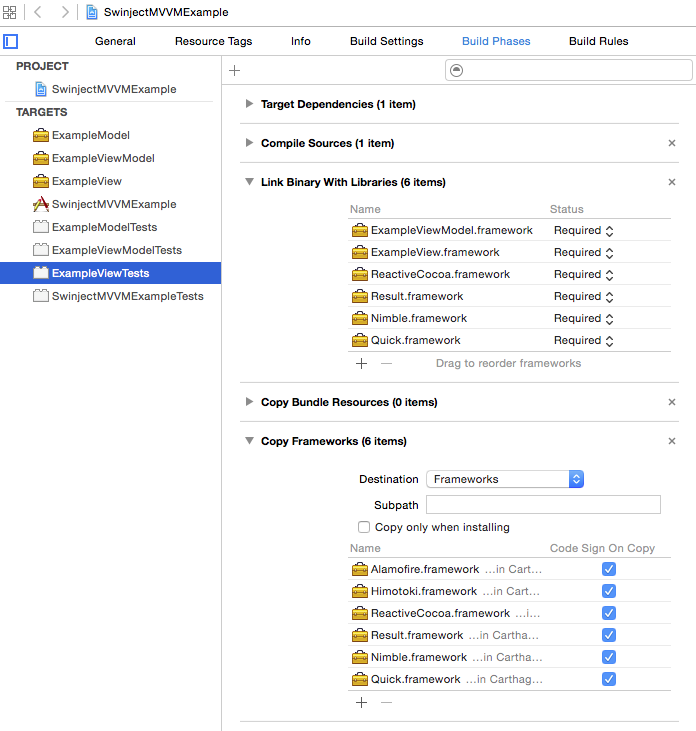 SwinjectMVVMExample
General Resource Tags Info Build Settings Build Phases Build Rules
PROJECT
SwinjectMVVMExample
TARGETS
ExampleModel
ExampleViewModel
ExampleView
SwinjectMVVMExample
ExampleModelTests
ExampleViewModelTests
ExampleViewTests
SwinjectMVVMExampleTests
Target Dependencies (1 item)
Compile Sources (1 item)
Link Binary With Libraries (6 items)
Name Status
ExampleViewModel.framework Required
ExampleView.framework Required
ReactiveCocoa.framework Required
Result.framework Required
Nimble.framework Required
Quick.framework Required
Drag to reorder frameworks
Copy Bundle Resources (0 items)
Copy Frameworks (6 items)
Destination Frameworks
Subpath
Copy only when installing
Name Code Sign On Copy
Alamofire.framework …in Cart…
Himotoki.framework …in Cart…
ReactiveCocoa.framework …i…
Result.framework …in Cartha…
Nimble.framework …in Carth…
Quick.framework …in Carthag…